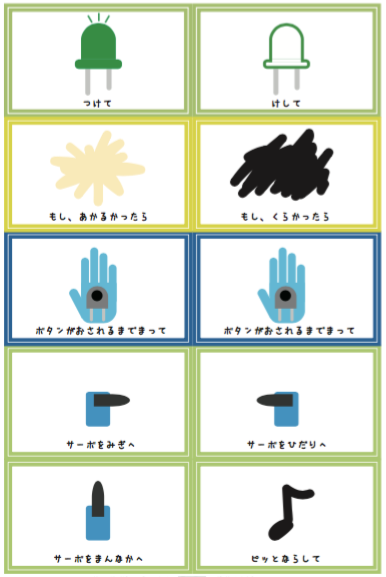 つけて
けして
もし、あかるかったら
もし、くらかったら
ボタンがおされるまでまって
ボタンがおされるまでまって
サーボをみぎへ
サーボをひだりへ
サーボをまんなかへ
ピッとならして